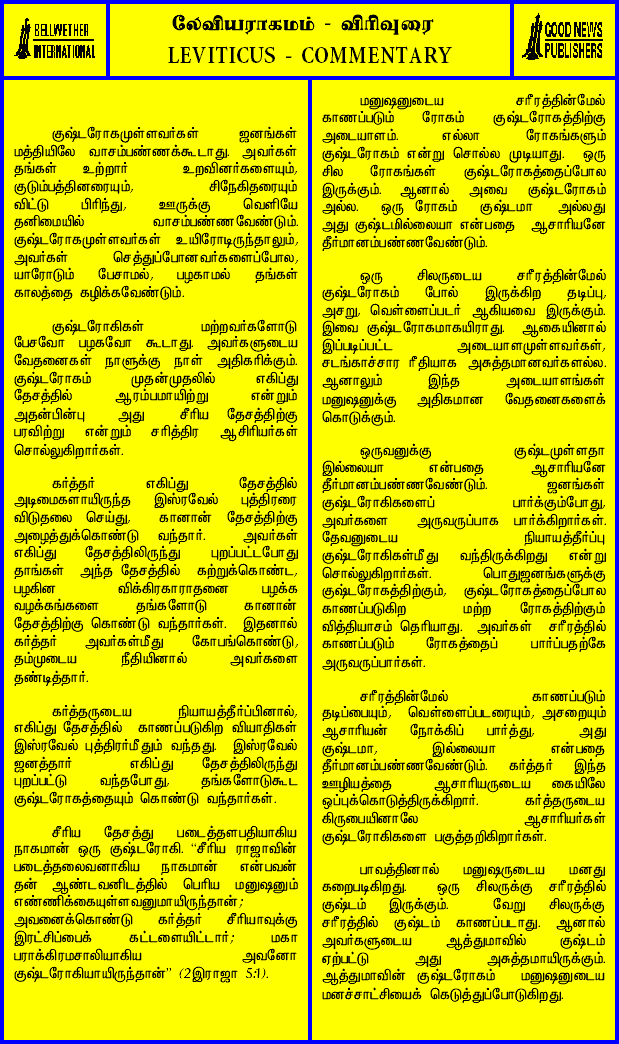 BELLWETHER
INTERNATIONAL
லேவியராகமம் - விரிவுரை
LEVITICUS - COMMENTARY
GOOD NEWS
PUBLISHERS
குஷ்டரோகமுள்ளவர்கள் ஜனங்கள்
மத்தியிலே வாசம்பண்ணக்கூடாது. அவர்கள்
தங்கள் உற்றார் உறவினர்களையும்,
குடும்பத்தினரையும், சிநேகிதரையும்
விட்டு பிரிந்து, ஊருக்கு வெளியே
தனிமையில் வாசம்பண்ணவேண்டும்.
குஷ்டரோகமுள்ளவர்கள் உயிரோடிருந்தாலும்,
அவர்கள் செத்துப்போனவர்களைப்போல,
யாரோடும் பேசாமல், பழகாமல் தங்கள்
காலத்தை கழிக்கவேண்டும்.
குஷ்டரோகிகள் மற்றவர்களோடு
பேசவோ பழகவோ கூடாது. அவர்களுடைய
வேதனைகள் நாளுக்கு நாள் அதிகரிக்கும்.
குஷ்டரோகம் முதன்முதலில் எகிப்து
தேசத்தில் ஆரம்பமாயிற்று என்றும்
அதன்பின்பு அது சீரிய தேசத்திற்கு
பரவிற்று என்றும் சரித்திர ஆசிரியர்கள்
சொல்லுகிறார்கள்.
கர்த்தர் எகிப்து தேசத்தில்
அடிமைகளாயிருந்த இஸ்ரவேல் புத்திரரை
விடுதலை செய்து, கானான் தேசத்திற்கு
அழைத்துக்கொண்டு வந்தார். அவர்கள்
எகிப்து தேசத்திலிருந்து புறப்பட்டபோது
தாங்கள் அந்த தேசத்தில் கற்றுக்கொண்ட,
பழகின விக்கிரகாராதனை பழக்க
வழக்கங்களை தங்களோடு கானான்
தேசத்திற்கு கொண்டு வந்தார்கள். இதனால்
கர்த்தர் அவர்கள்மீது கோபங்கொண்டு,
தம்முடைய நீதியினால் அவர்களை
தண்டித்தார்.
கர்த்தருடைய நியாயத்தீர்ப்பினால்,
எகிப்து தேசத்தில் காணப்படுகிற வியாதிகள்
இஸ்ரவேல் புத்திரர்மீதும் வந்தது. இஸ்ரவேல்
ஜனத்தார் எகிப்து தேசத்திலிருந்து
புறப்பட்டு வந்தபோது, தங்களோடுகூட
குஷ்டரோகத்தையும் கொண்டு வந்தார்கள்.
சீரிய தேசத்து படைத்தளபதியாகிய
நாகமான் ஒரு குஷ்டரோகி. "சீரிய ராஜாவின்
படைத்தலைவனாகிய நாகமான் என்பவன்
தன் ஆண்டவனிடத்தில் பெரிய மனுஷனும்
எண்ணிக்கையுள்ளவனுமாயிருந்தான்;
அவனைக்கொண்டு கர்த்தர் சீரியாவுக்கு
இரட்சிப்பைக் கட்டளையிட்டார்; மகா
பராக்கிரமசாலியாகிய அவனோ
குஷ்டரோகியாயிருந்தான்" (2இராஜா 5:1).
மனுஷனுடைய சரீரத்தின்மேல்
காணப்படும் ரோகம் குஷ்டரோகத்திற்கு
அடையாளம். எல்லா ரோகங்களும்
குஷ்டரோகம் என்று சொல்ல முடியாது. ஒரு
சில ரோகங்கள் குஷ்டரோகத்தைப்போல
இருக்கும். ஆனால் அவை குஷ்டரோகம்
அல்ல. ஒரு ரோகம் குஷ்டமா அல்லது
அது குஷ்டமில்லையா என்பதை ஆசாரியனே
தீர்மானம்பண்ணவேண்டும்.
ஒரு சிலருடைய சரீரத்தின்மேல்
குஷ்டரோகம் போல் இருக்கிற தடிப்பு,
அசறு, வெள்ளைப்படர் ஆகியவை இருக்கும்.
இவை குஷ்டரோகமாகயிராது. ஆகையினால்
இப்படிப்பட்ட அடையாளமுள்ளவர்கள்,
சடங்காச்சார ரீதியாக அசுத்தமானவர்களல்ல.
ஆனாலும் இந்த அடையாளங்கள்
மனுஷனுக்கு அதிகமான வேதனைகளைக்
கொடுக்கும்.
ஒருவனுக்கு குஷ்டமுள்ளதா
இல்லையா என்பதை ஆசாரியனே
தீர்மானம்பண்ணவேண்டும். ஜனங்கள்
குஷ்டரோகிகளைப் பார்க்கும்போது,
அவர்களை அருவருப்பாக பார்க்கிறார்கள்.
தேவனுடைய நியாயத்தீர்ப்பு
குஷ்டரோகிகள்மீது வந்திருக்கிறது என்று
சொல்லுகிறார்கள். பொதுஜனங்களுக்கு
குஷ்டரோகத்திற்கும், குஷ்டரோகத்தைப்போல
காணப்படுகிற மற்ற ரோகத்திற்கும்
வித்தியாசம் தெரியாது. அவர்கள் சரீரத்தில்
காணப்படும் ரோகத்தைப் பார்ப்பதற்கே
அருவருப்பார்கள்.
சரீரத்தின்மேல் காணப்படும்
தடிப்பையும், வெள்ளைப்படரையும், அசறையும்
ஆசாரியன் நோக்கிப் பார்த்து, அது
குஷ்டமா, இல்லையா என்பதை
தீர்மானம்பண்ணவேண்டும். கர்த்தர் இந்த
ஊழியத்தை ஆசாரியருடைய கையிலே
ஒப்புக்கொடுத்திருக்கிறார். கர்த்தருடைய
கிருபையினாலே ஆசாரியர்கள்
குஷ்டரோகிகளை பகுத்தறிகிறார்கள்.
பாவத்தினால் மனுஷருடைய மனது
கறைபடிகிறது. ஒரு சிலருக்கு சரீரத்தில்
குஷ்டம் இருக்கும். வேறு சிலருக்கு
சரீரத்தில் குஷ்டம் காணப்படாது. ஆனால்
அவர்களுடைய ஆத்துமாவில் குஷ்டம்
ஏற்பட்டு அது அசுத்தமாயிருக்கும்.
ஆத்துமாவின் குஷ்டரோகம் மனுஷனுடைய
மனச்சாட்சியைக் கெடுத்துப்போடுகிறது.